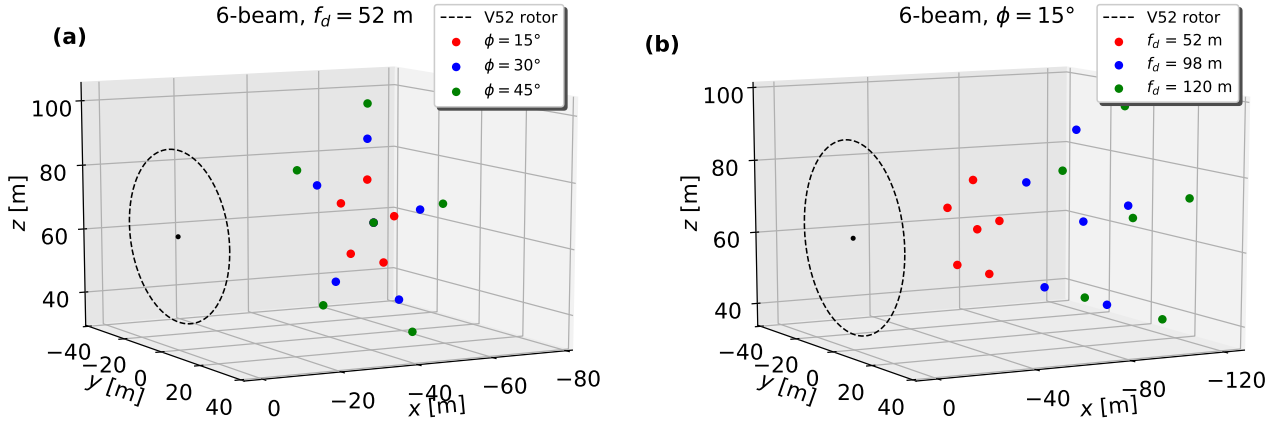 (a)
6-beam, f_d = 52 m
V52 rotor
ϕ = 15°
ϕ = 30°
ϕ = 45°
100
80
60
40
z [m]
−40
−20
0
20
40
y [m]
0
−20
−40
−60
−80
x [m]
(b)
6-beam, ϕ = 15°
V52 rotor
f_d = 52 m
f_d = 98 m
f_d = 120 m
100
80
60
40
z [m]
−40
−20
0
20
40
y [m]
0
−40
−80
−120
x [m]